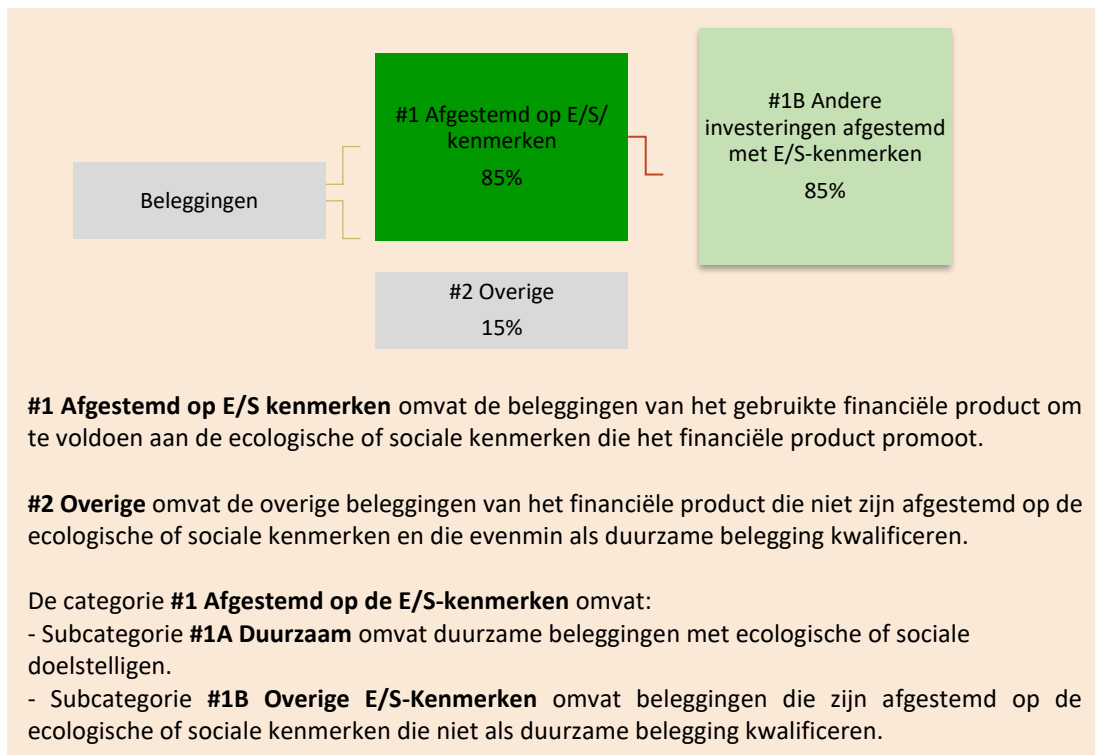 #1 Afgestemd op E/S/
kenmerken
85%
#1B Andere
investeringen afgestemd
met E/S-kenmerken
85%
Beleggingen
#2 Overige
15%
#1 Afgestemd op E/S kenmerken omvat de beleggingen van het gebruikte financiële product om
te voldoen aan de ecologische of sociale kenmerken die het financiële product promoot.
#2 Overige omvat de overige beleggingen van het financiële product die niet zijn afgestemd op de
ecologische of sociale kenmerken en die evenmin als duurzame belegging kwalificeren.
De categorie #1 Afgestemd op de E/S-kenmerken omvat:
- Subcategorie #1A Duurzaam omvat duurzame beleggingen met ecologische of sociale
doelstelligen.
- Subcategorie #1B Overige E/S-Kenmerken omvat beleggingen die zijn afgestemd op de
ecologische of sociale kenmerken die niet als duurzame belegging kwalificeren.